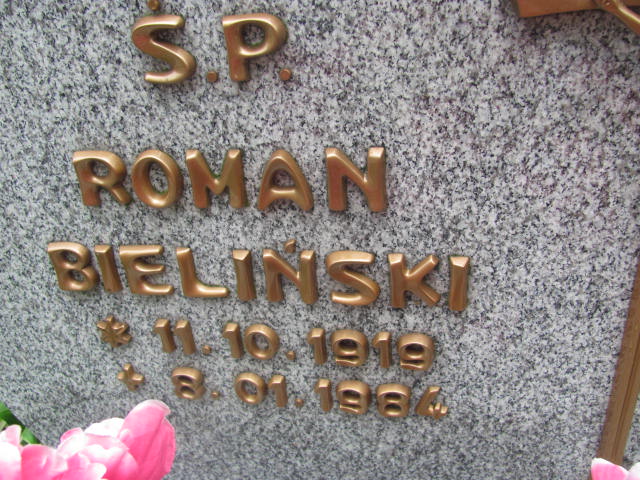 Ś.P.
ROMAN
BIELIŃSKI
* 11.10.1919
+ 8.01.1984